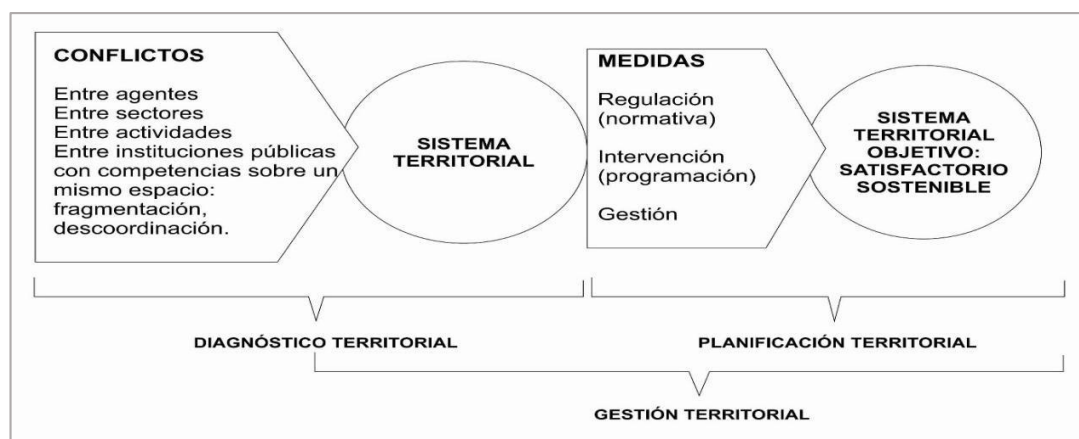 CONFLICTOS
Entre agentes
Entre sectores
Entre actividades
Entre instituciones públicas
con competencias sobre un
mismo espacio:
fragmentación,
descoordinación.
SISTEMA
TERRITORIAL
MEDIDAS
Regulación
(normativa)
Intervención
(programación)
Gestión
SISTEMA
TERRITORIAL
OBJETIVO:
SATISFACTORIO
SOSTENIBLE
DIAGNÓSTICO TERRITORIAL
PLANIFICACIÓN TERRITORIAL
GESTIÓN TERRITORIAL